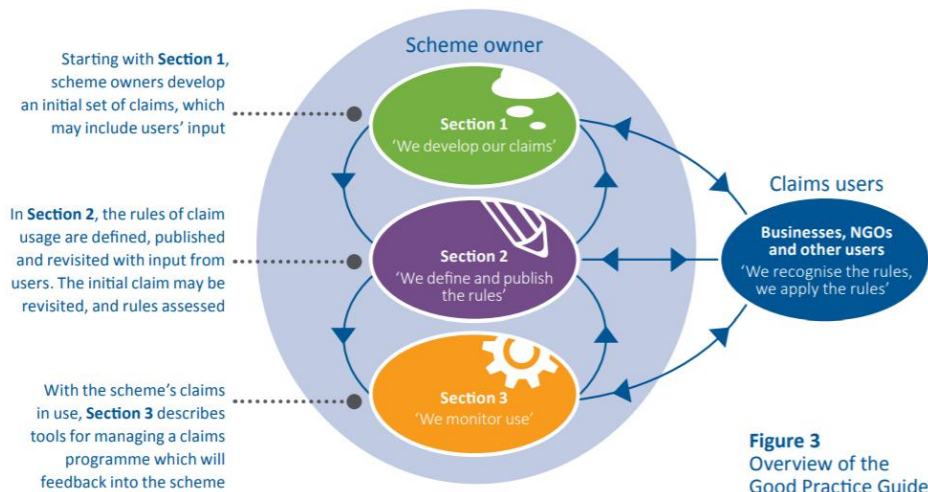 Scheme owner
Starting with Section 1,
scheme owners develop
an initial set of claims, which
may include users' input
Section 1
'We develop our claims'
In Section 2, the rules of claim
usage are defined, published
and revisited with input from
users. The initial claim may be
revisited, and rules assessed
Section 2
'We define and publish
the rules'
Claims users
Businesses, NGOs
and other users
'We recognise the rules,
we apply the rules'
With the scheme's claims
in use, Section 3 describes
tools for managing a claims
programme which will
feedback into the scheme
Section 3
'We monitor use'
Figure 3
Overview of the
Good Practice Guide